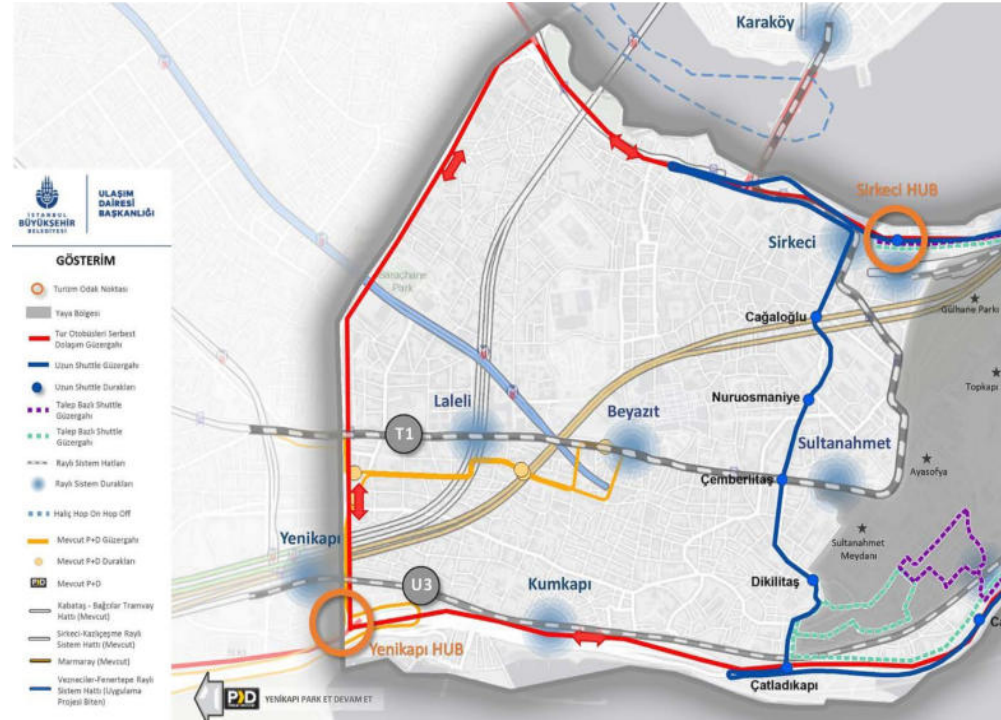 İSTANBUL
BÜYÜKŞEHİR
BELEDİYESİ
ULAŞIM
DAİRESİ
BAŞKANLIĞI
GÖSTERİM
Turizm Odak Noktası
Yaya Bölgesi
Tur Otobüsleri Serbest
Dolaşım Güzergahı
Uzun Shuttle Güzergahı
Uzun Shuttle Durakları
Talep Bazlı Shuttle
Güzergahı
Talep Bazlı Shuttle
Güzergahı
Raylı Sistem Hatları
Raylı Sistem Durakları
Haliç Hop On Hop Off
Mevcut P+D Güzergahı
Mevcut P+D Durakları
P D
Mevcut P+D
Kabataş - Bağcılar Tramvay
Hattı (Mevcut)
Sirkeci-Kazlıçeşme Raylı
Sistem Hattı (Mevcut)
Marmaray (Mevcut)
Vezneciler-Fenertepe Raylı
Sistem Hattı (Uygulama
Projesi Biten)
Karaköy
Sirkeci HUB
Sirkeci
Saraçhane
Park
Gülhane Parkı
Cağaloğlu
Topkapı
Nuruosmaniye
Laleli
Beyazıt
T1
Sultanahmet
Ayasofya
Çemberlitaş
Sultanahmet
Meydanı
Yenikapı
U3
Kumkapı
Dikilitaş
Ca
Yenikapı HUB
Çatladıkapı
P D
YENİKAPI PARK ET DEVAM ET